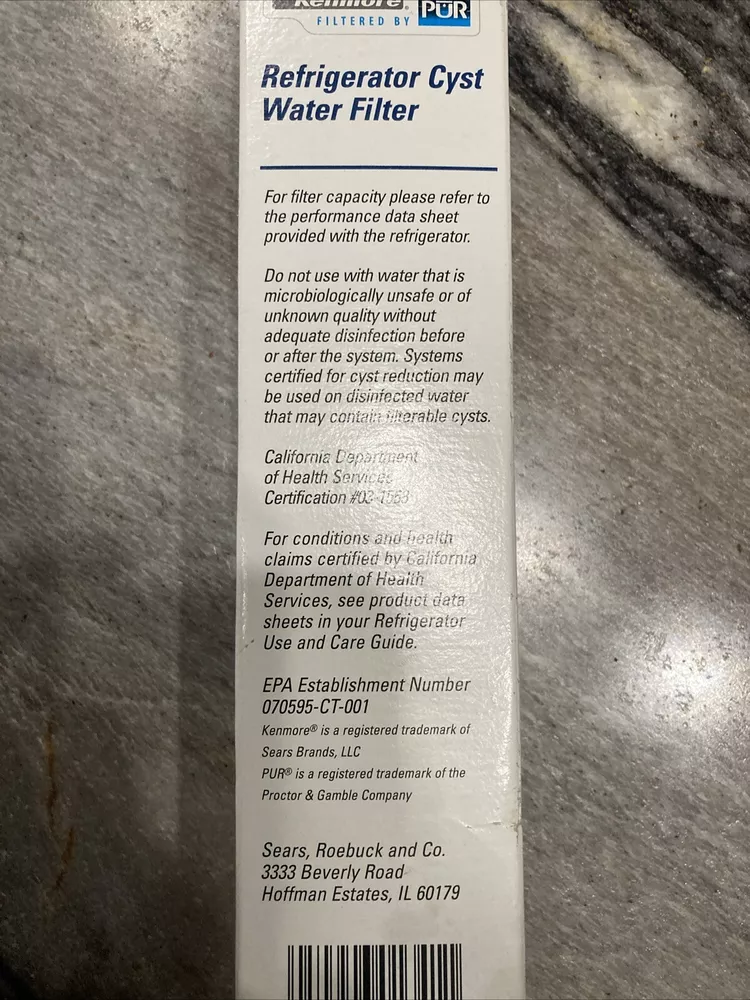 Kenmore®
FILTERED BY PÜR
Refrigerator Cyst
Water Filter
For filter capacity please refer to
the performance data sheet
provided with the refrigerator.
Do not use with water that is
microbiologically unsafe or of
unknown quality without
adequate disinfection before
or after the system. Systems
certified for cyst reduction may
be used on disinfected water
that may contain filterable cysts.
California Department
of Health Services
Certification #03-1583
For conditions and health
claims certified by California
Department of Health
Services, see product data
sheets in your Refrigerator
Use and Care Guide.
EPA Establishment Number
070595-CT-001
Kenmore® is a registered trademark of
Sears Brands, LLC
PUR® is a registered trademark of the
Proctor & Gamble Company
Sears, Roebuck and Co.
3333 Beverly Road
Hoffman Estates, IL 60179